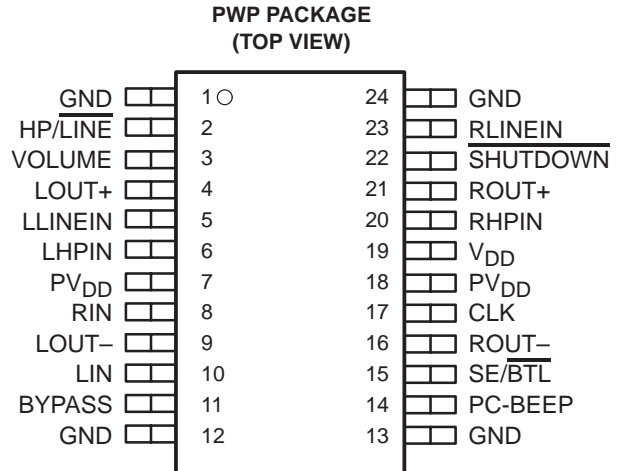 PWP PACKAGE
(TOP VIEW)
GND 1 24 GND
HP/LINE 2 23 RLINEIN
VOLUME 3 22 SHUTDOWN
LOUT+ 4 21 ROUT+
LLINEIN 5 20 RHPIN
LHPIN 6 19 VDD
PVDD 7 18 PVDD
RIN 8 17 CLK
LOUT– 9 16 ROUT–
LIN 10 15 SE/BTL
BYPASS 11 14 PC-BEEP
GND 12 13 GND